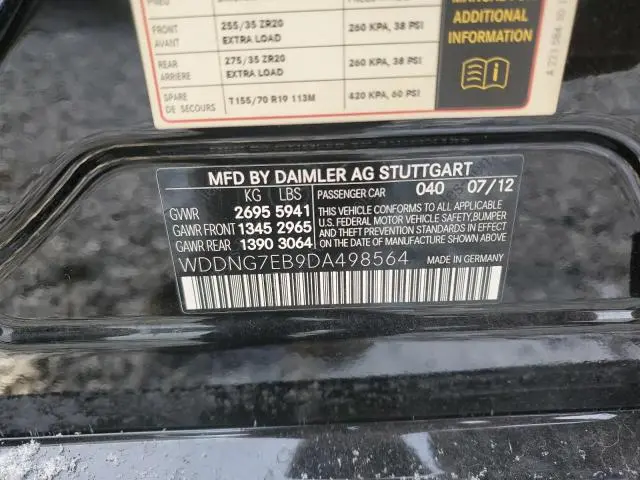 MANUAL FOR
ADDITIONAL
INFORMATION
FRONT
AVANT
255/35 ZR20
EXTRA LOAD
260 KPA, 38 PSI
REAR
ARRIERE
275/35 ZR20
EXTRA LOAD
260 KPA, 38 PSI
SPARE
DE SECOURS
T155/70 R19 113M
420 KPA, 60 PSI
A 221 584
MFD BY DAIMLER AG STUTTGART
KG LBS
PASSENGER CAR 040 07/12
GVWR 2695 5941
GAWR FRONT 1345 2965
GAWR REAR 1390 3064
THIS VEHICLE CONFORMS TO ALL APPLICABLE
U.S. FEDERAL MOTOR VEHICLE SAFETY, BUMPER
AND THEFT PREVENTION STANDARDS IN EFFECT
ON THE DATE OF MANUFACTURE SHOWN ABOVE.
WDDNG7EB9DA498564 MADE IN GERMANY